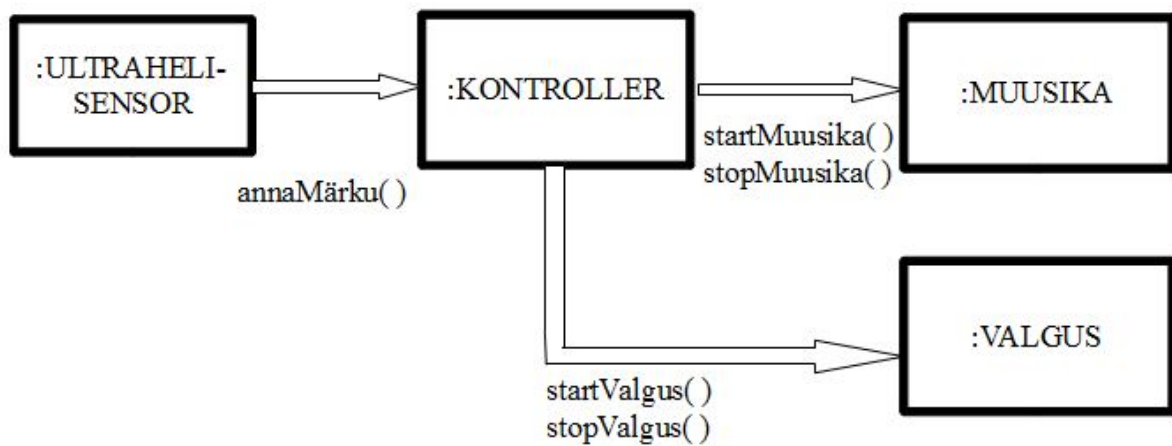 :ULTRAHELI-
SENSOR
:KONTROLLER
:MUUSIKA
annaMärku( )
startMuusika( )
stopMuusika( )
:VALGUS
startValgus( )
stopValgus( )